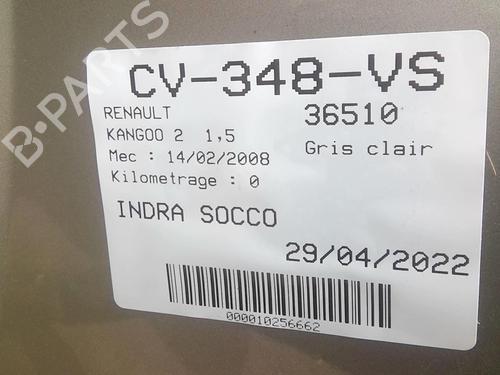 CV-348-VS
RENAULT 36510
KANGOO 2 1,5
Mec : 14/02/2008 Gris clair
Kilometrage : 0
INDRA SOCCO
29/04/2022
000010256662
B-PARTS